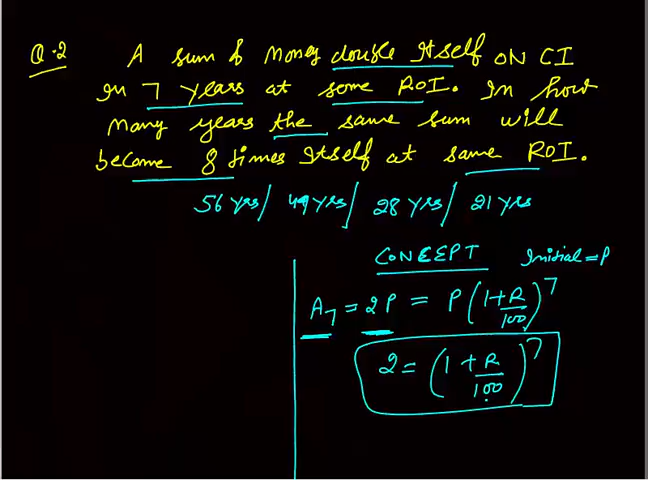 Q.2 A sum of Money double Itself ON CI
In 7 years at some ROI. In how
Many years the same sum will
become 8 times Itself at same ROI.
56 yrs/ 49 yrs/ 28 yrs/ 21 yrs
CONCEPT Initial = P
A₇ = 2P = P(1+R/100)⁷
2 = (1+R/100)⁷